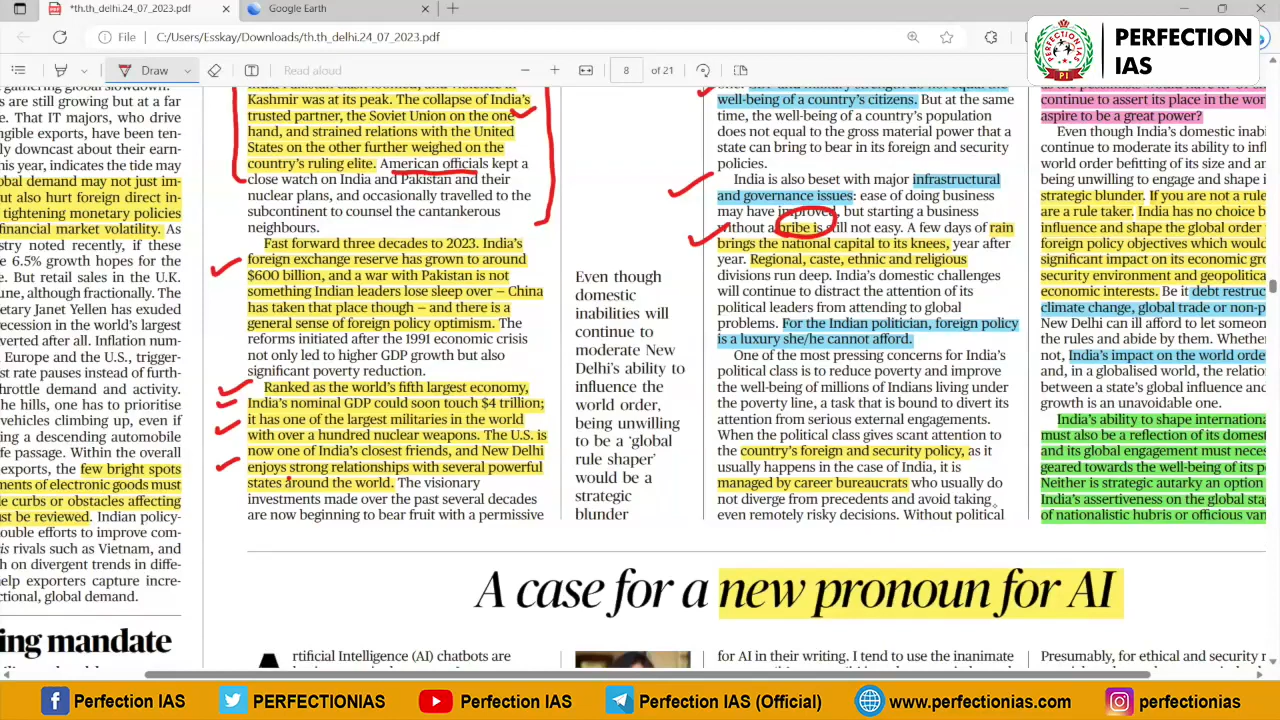 *th.th_delhi.24_07_2023.pdf
Google Earth
File
C:/Users/Esskay/Downloads/th.th_delhi.24_07_2023.pdf
PERFECTION
IAS
Draw
Read aloud
8
of 21
gathering global slowdown.
s are still growing but at a far
e. That IT majors, who drive
ngible exports, have been ten-
ly downcast about their earn-
his year, indicates the tide may
obal demand may not just im-
but also hurt foreign direct in-
tightening monetary policies
financial market volatility. As
stry noted recently, if these
6.5% growth hopes for the
But retail sales in the U.K.
une, although fractionally. The
etary Janet Yellen has exuded
recession in the world's largest
verted after all. Inflation num-
Europe and the U.S., trigger-
st rate pauses instead of furth-
hrottle demand and activity.
he hills, one has to prioritise
vehicles climbing up, even if
ng a descending automobile
fe passage. Within the overall
exports, the few bright spots
ments of electronic goods must
e curbs or obstacles affecting
ust be reviewed. Indian policy-
ouble efforts to improve com-
sis rivals such as Vietnam, and
h on divergent trends in diffe-
help exporters capture incre-
ctional, global demand.
ing mandate
Kashmir was at its peak. The collapse of India's
trusted partner, the Soviet Union on the one
hand, and strained relations with the United
States on the other further weighed on the
country's ruling elite. American officials kept a
close watch on India and Pakistan and their
nuclear plans, and occasionally travelled to the
subcontinent to counsel the cantankerous
neighbours.
Fast forward three decades to 2023. India's
foreign exchange reserve has grown to around
$600 billion, and a war with Pakistan is not
something Indian leaders lose sleep over — China
has taken that place though — and there is a
general sense of foreign policy optimism. The
reforms initiated after the 1991 economic crisis
not only led to higher GDP growth but also
significant poverty reduction.
Ranked as the world's fifth largest economy,
India's nominal GDP could soon touch $4 trillion;
it has one of the largest militaries in the world
with over a hundred nuclear weapons. The U.S. is
now one of India's closest friends, and New Delhi
enjoys strong relationships with several powerful
states around the world. The visionary
investments made over the past several decades
are now beginning to bear fruit with a permissive
Even though
domestic
inabilities will
continue to
moderate New
Delhi's ability to
influence the
world order,
being unwilling
to be a 'global
rule shaper'
would be a
strategic
blunder
well-being of a country's citizens. But at the same
time, the well-being of a country's population
does not equal to the gross material power that a
state can bring to bear in its foreign and security
policies.
India is also beset with major infrastructural
and governance issues: ease of doing business
may have improved, but starting a business
without a bribe is still not easy. A few days of rain
brings the national capital to its knees, year after
year. Regional, caste, ethnic and religious
divisions run deep. India's domestic challenges
will continue to distract the attention of its
political leaders from attending to global
problems. For the Indian politician, foreign policy
is a luxury she/he cannot afford.
One of the most pressing concerns for India's
political class is to reduce poverty and improve
the well-being of millions of Indians living under
the poverty line, a task that is bound to divert its
attention from serious external engagements.
When the political class gives scant attention to
the country's foreign and security policy, as it
usually happens in the case of India, it is
managed by career bureaucrats who usually do
not diverge from precedents and avoid taking
even remotely risky decisions. Without political
continue to assert its place in the wor
aspire to be a great power?
Even though India's domestic inabi
continue to moderate its ability to infl
world order befitting of its size and an
being unwilling to engage and shape i
strategic blunder. If you are not a rule
are a rule taker. India has no choice b
influence and shape the global order
foreign policy objectives which would
significant impact on its economic gro
security environment and geopolitica
economic interests. Be it debt restruc
climate change, global trade or non-p
New Delhi can ill afford to let someon
the rules and abide by them. Whethe
not, India's impact on the world orde
and, in a globalised world, the relatio
between a state's global influence and
growth is an unavoidable one.
India's ability to shape internationa
must also be a reflection of its domest
and its global engagement must neces
geared towards the well-being of its p
Neither is strategic autarky an option
India's assertiveness on the global stag
of nationalistic hubris or officious van
A case for a new pronoun for AI
Artificial Intelligence (AI) chatbots are
for AI in their writing. I tend to use the inanimate
Presumably, for ethical and security r
Perfection IAS
PERFECTIONIAS
Perfection IAS
Perfection IAS (Official)
www.perfectionias.com
perfectionias